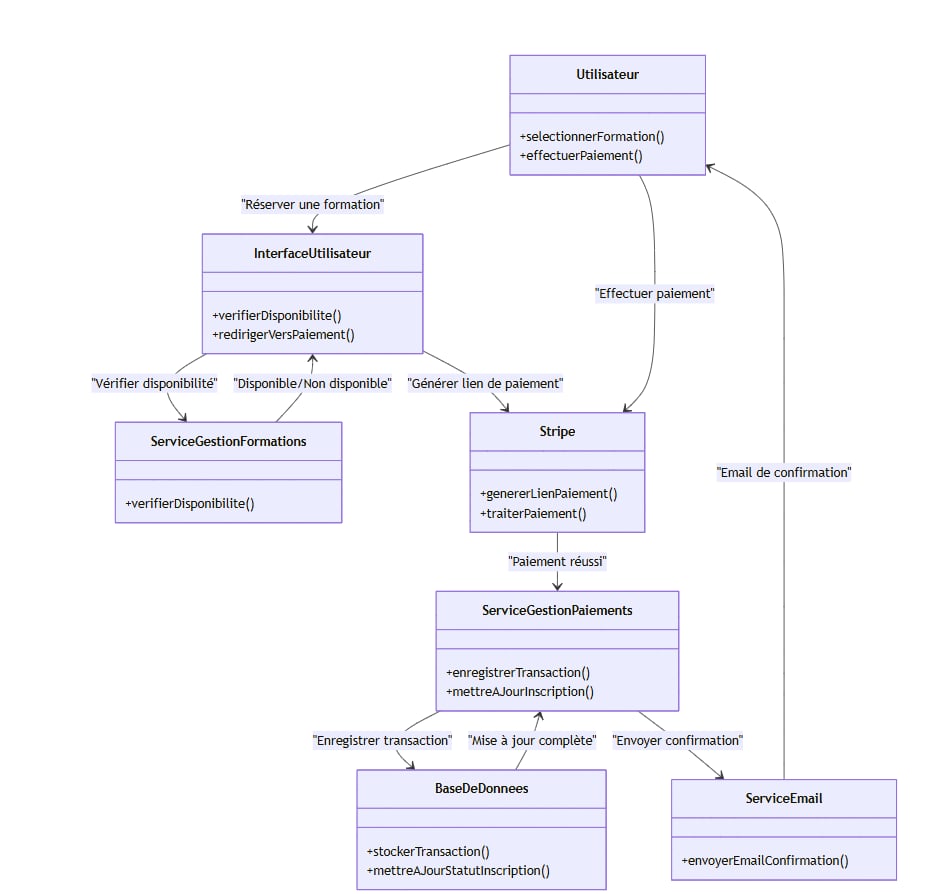 Utilisateur
+selectionnerFormation()
+effectuerPaiement()
"Réserver une formation"
InterfaceUtilisateur
+verifierDisponibilite()
+redirigerVersPaiement()
"Effectuer paiement"
"Vérifier disponibilité"
"Disponible/Non disponible"
"Générer lien de paiement"
ServiceGestionFormations
+verifierDisponibilite()
Stripe
+genererLienPaiement()
+traiterPaiement()
"Email de confirmation"
"Paiement réussi"
ServiceGestionPaiements
+enregistrerTransaction()
+mettreAJourInscription()
"Enregistrer transaction"
"Mise à jour complète"
"Envoyer confirmation"
BaseDeDonnees
+stockerTransaction()
+mettreAJourStatutInscription()
ServiceEmail
+envoyerEmailConfirmation()